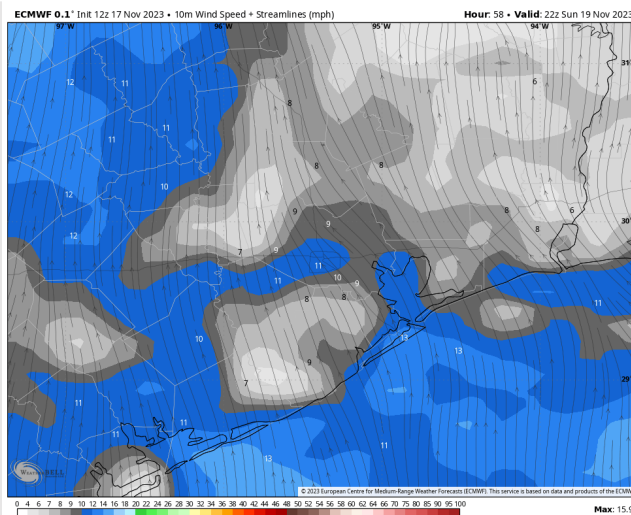 ECMWF 0.1° Init 12z 17 Nov 2023 • 10m Wind Speed + Streamlines (mph)
Hour: 58 • Valid: 22z Sun 19 Nov 2023
97°W 96°W 95°W 94°W
31°
12 11 6
8
11
8 8
10
12
9 8 6
30°
12 9 8
7 9
11
11 10 9
8 8
11
10 13
13
9
29°
7
11
11
11
11
13
WeatherBELL
© 2023 European Centre for Medium-Range Weather Forecasts (ECMWF). This service is based on data and products of the ECMW
0 4 6 7 8 9 10 12 14 16 18 20 22 24 26 28 30 32 34 36 38 40 42 44 46 48 50 52 54 56 58 60 62 64 66 70 75 80 85 90 95 100
Max: 15.9